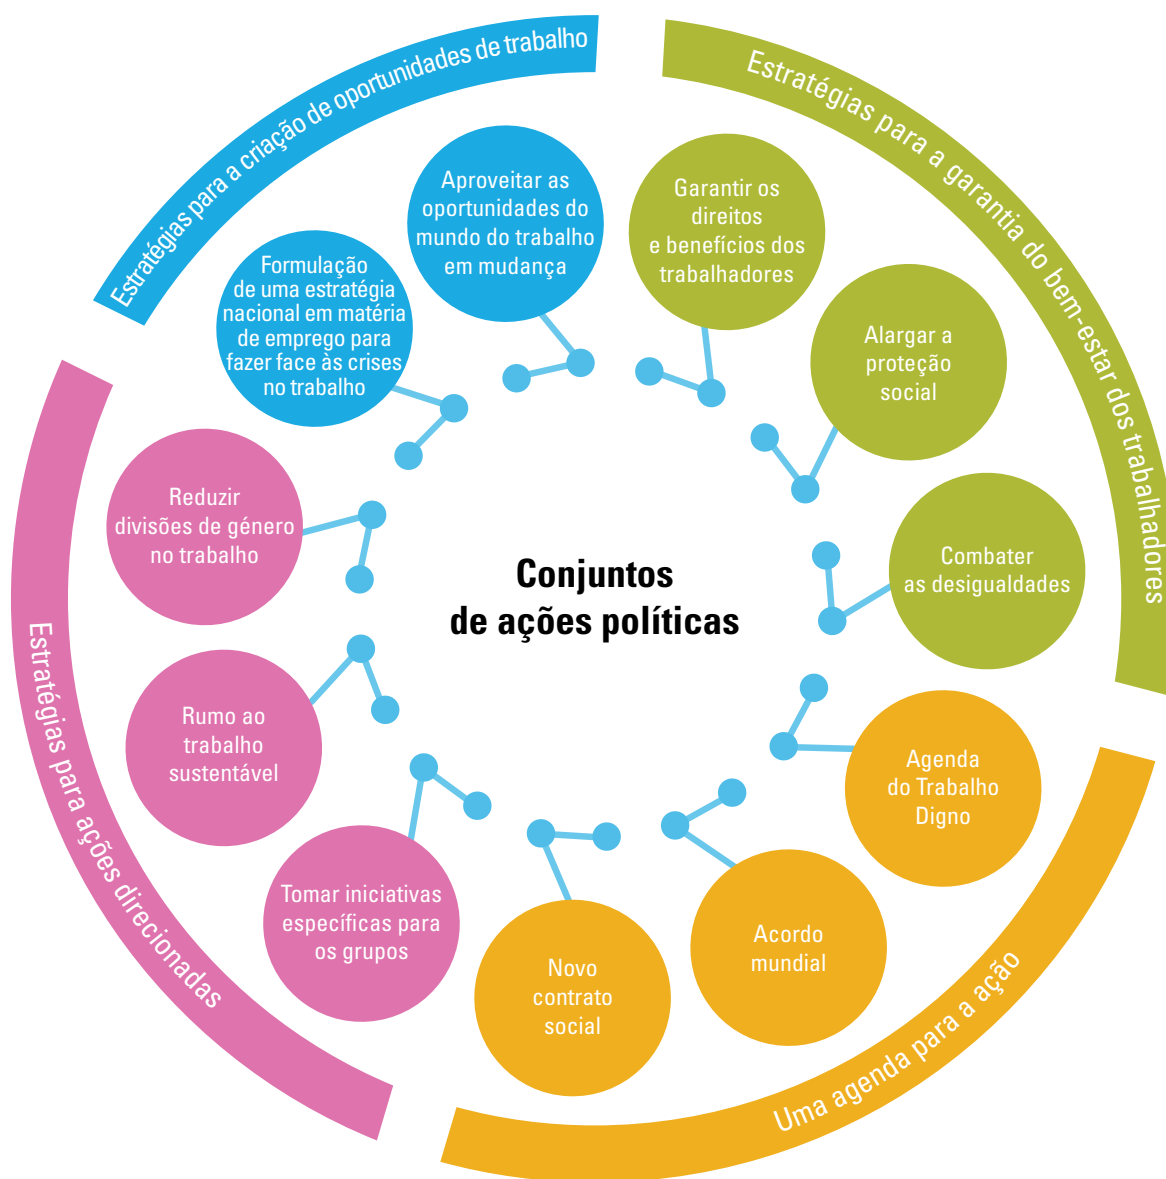 Estratégias para a criação de oportunidades de trabalho
Aproveitar as
oportunidades do
mundo do trabalho
em mudança
Formulação
de uma estratégia
nacional em matéria
de emprego para
fazer face às crises
no trabalho
Estratégias para a garantia do bem-estar dos trabalhadores
Garantir os
direitos
e benefícios dos
trabalhadores
Alargar a
proteção
social
Combater
as desigualdades
Conjuntos
de ações políticas
Estratégias para ações direcionadas
Reduzir
divisões de género
no trabalho
Rumo ao
trabalho
sustentável
Tomar iniciativas
específicas para
os grupos
Uma agenda para a ação
Agenda
do Trabalho
Digno
Acordo
mundial
Novo
contrato
social